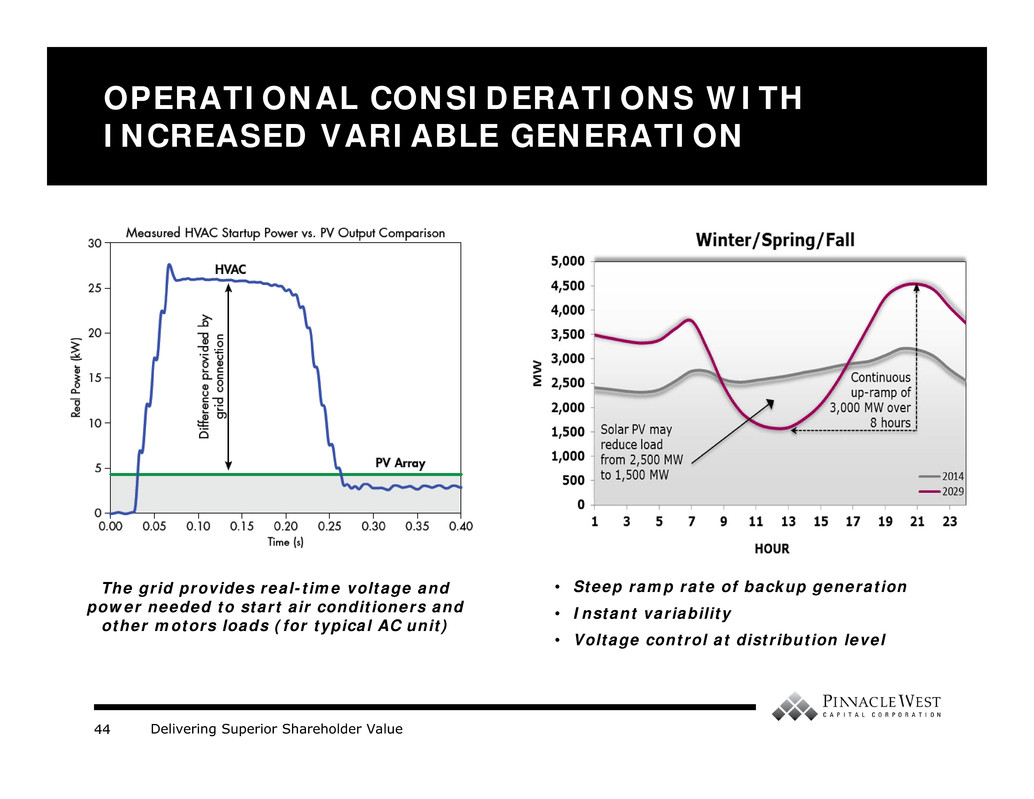 OPERATIONAL CONSIDERATIONS WITH
INCREASED VARIABLE GENERATION
Measured HVAC Startup Power vs. PV Output Comparison
30
25
20
15
10
5
0
Real Power (kW)
HVAC
Difference provided by
grid connection
PV Array
0.00 0.05 0.10 0.15 0.20 0.25 0.30 0.35 0.40
Time (s)
The grid provides real-time voltage and
power needed to start air conditioners and
other motors loads (for typical AC unit)
Winter/Spring/Fall
5,000
4,500
4,000
3,500
3,000
2,500
2,000
1,500
1,000
500
0
MW
Solar PV may
reduce load
from 2,500 MW
to 1,500 MW
Continuous
up-ramp of
3,000 MW over
8 hours
2014
2029
1 3 5 7 9 11 13 15 17 19 21 23
HOUR
• Steep ramp rate of backup generation
• Instant variability
• Voltage control at distribution level
44 Delivering Superior Shareholder Value
PINNACLE WEST
CAPITAL CORPORATION